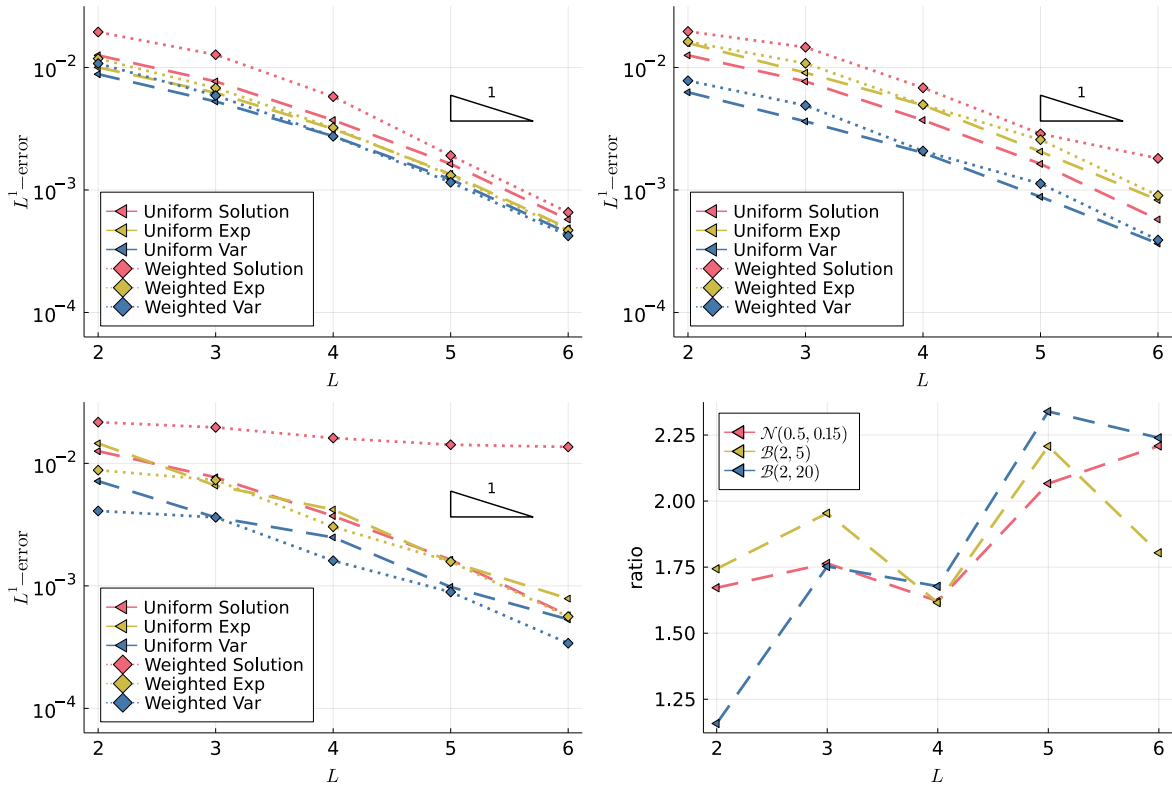 10^{-2}
10^{-3}
10^{-4}
L^1−error
1
Uniform Solution
Uniform Exp
Uniform Var
Weighted Solution
Weighted Exp
Weighted Var
2 3 4 5 6
L
10^{-2}
10^{-3}
10^{-4}
L^1−error
1
Uniform Solution
Uniform Exp
Uniform Var
Weighted Solution
Weighted Exp
Weighted Var
2 3 4 5 6
L
10^{-2}
10^{-3}
10^{-4}
L^1−error
1
Uniform Solution
Uniform Exp
Uniform Var
Weighted Solution
Weighted Exp
Weighted Var
2 3 4 5 6
L
2.25
2.00
1.75
1.50
1.25
ratio
𝒩(0.5, 0.15)
ℬ(2, 5)
ℬ(2, 20)
2 3 4 5 6
L